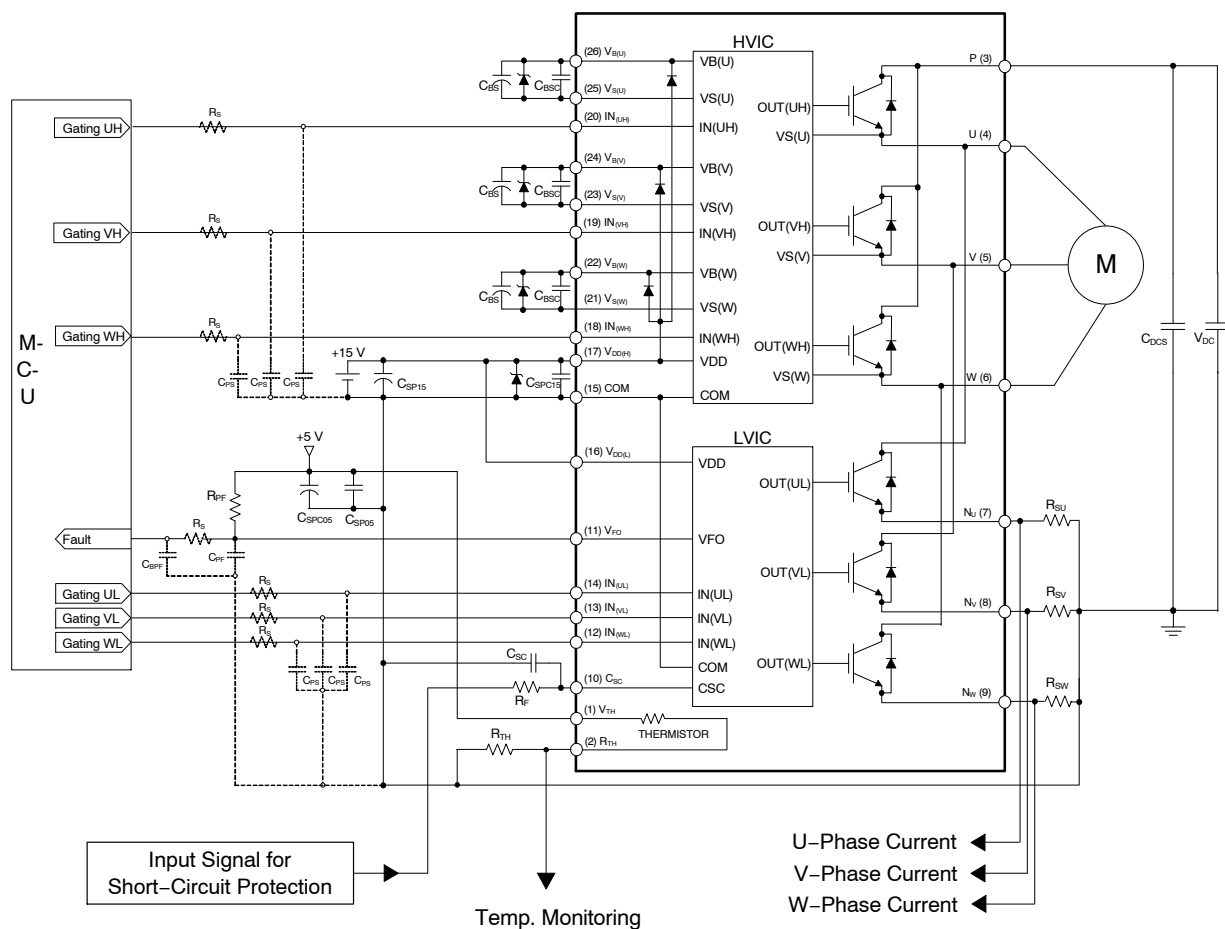 HVIC
(26) VB(U)
VB(U)
P (3)
CBS
CBSC
(25) VS(U)
VS(U)
OUT(UH)
RS
Gating UH
(20) IN(UH)
IN(UH)
VS(U)
U (4)
(24) VB(V)
VB(V)
CBS
CBSC
(23) VS(V)
VS(V)
Gating VH
RS
(19) IN(VH)
IN(VH)
OUT(VH)
VS(V)
V (5)
M
(22) VB(W)
VB(W)
CBS
CBSC
(21) VS(W)
VS(W)
Gating WH
RS
(18) IN(WH)
IN(WH)
OUT(WH)
CDCS
VDC
M-
C-
U
+15 V
(17) VDD(H)
VDD
VS(W)
W (6)
CPS
CPS
CPS
CSP15
CSPC15
(15) COM
COM
LVIC
+5 V
(16) VDD(L)
VDD
OUT(UL)
RPF
CSPC05
CSP05
NU (7)
RSU
Fault
RS
(11) VFO
VFO
CBPF
CPF
OUT(VL)
Gating UL
RS
(14) IN(UL)
IN(UL)
Gating VL
RS
(13) IN(VL)
IN(VL)
NV (8)
RSV
Gating WL
RS
(12) IN(WL)
IN(WL)
CPS
CPS
CPS
CSC
COM
OUT(WL)
RF
(10) CSC
CSC
NW (9)
RSW
(1) VTH
THERMISTOR
RTH
(2) RTH
Input Signal for
Short−Circuit Protection
Temp. Monitoring
U−Phase Current
V−Phase Current
W−Phase Current